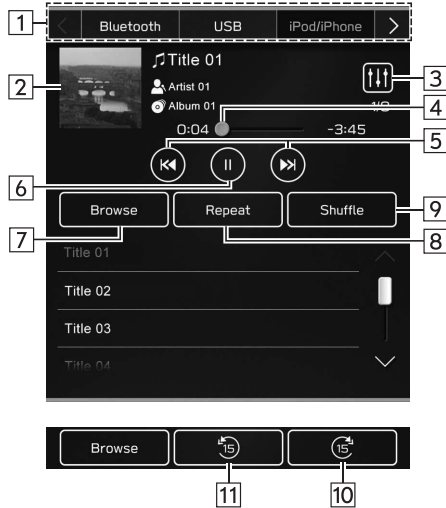 1 Bluetooth USB iPod/iPhone
2 Title 01
Artist 01 3
Album 01 4
0:04 -3:45 5
6
Browse Repeat Shuffle 9
7 8
Title 01
Title 02
Title 03
Title 04
Browse 15 15
11 10